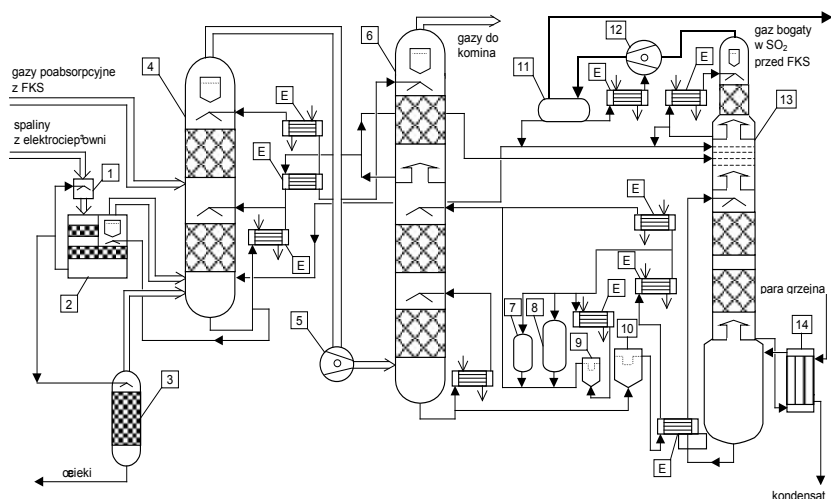 gazy do
komina
gaz bogaty
w SO2
przed FKS
gazy poabsorpcyjne
z FKS
spaliny
z elektrociepłowni
para grzejna
ścieki
kondensat
1
2
3
4
5
6
7
8
9
10
11
12
13
14
E
E
E
E
E
E
E
E
E